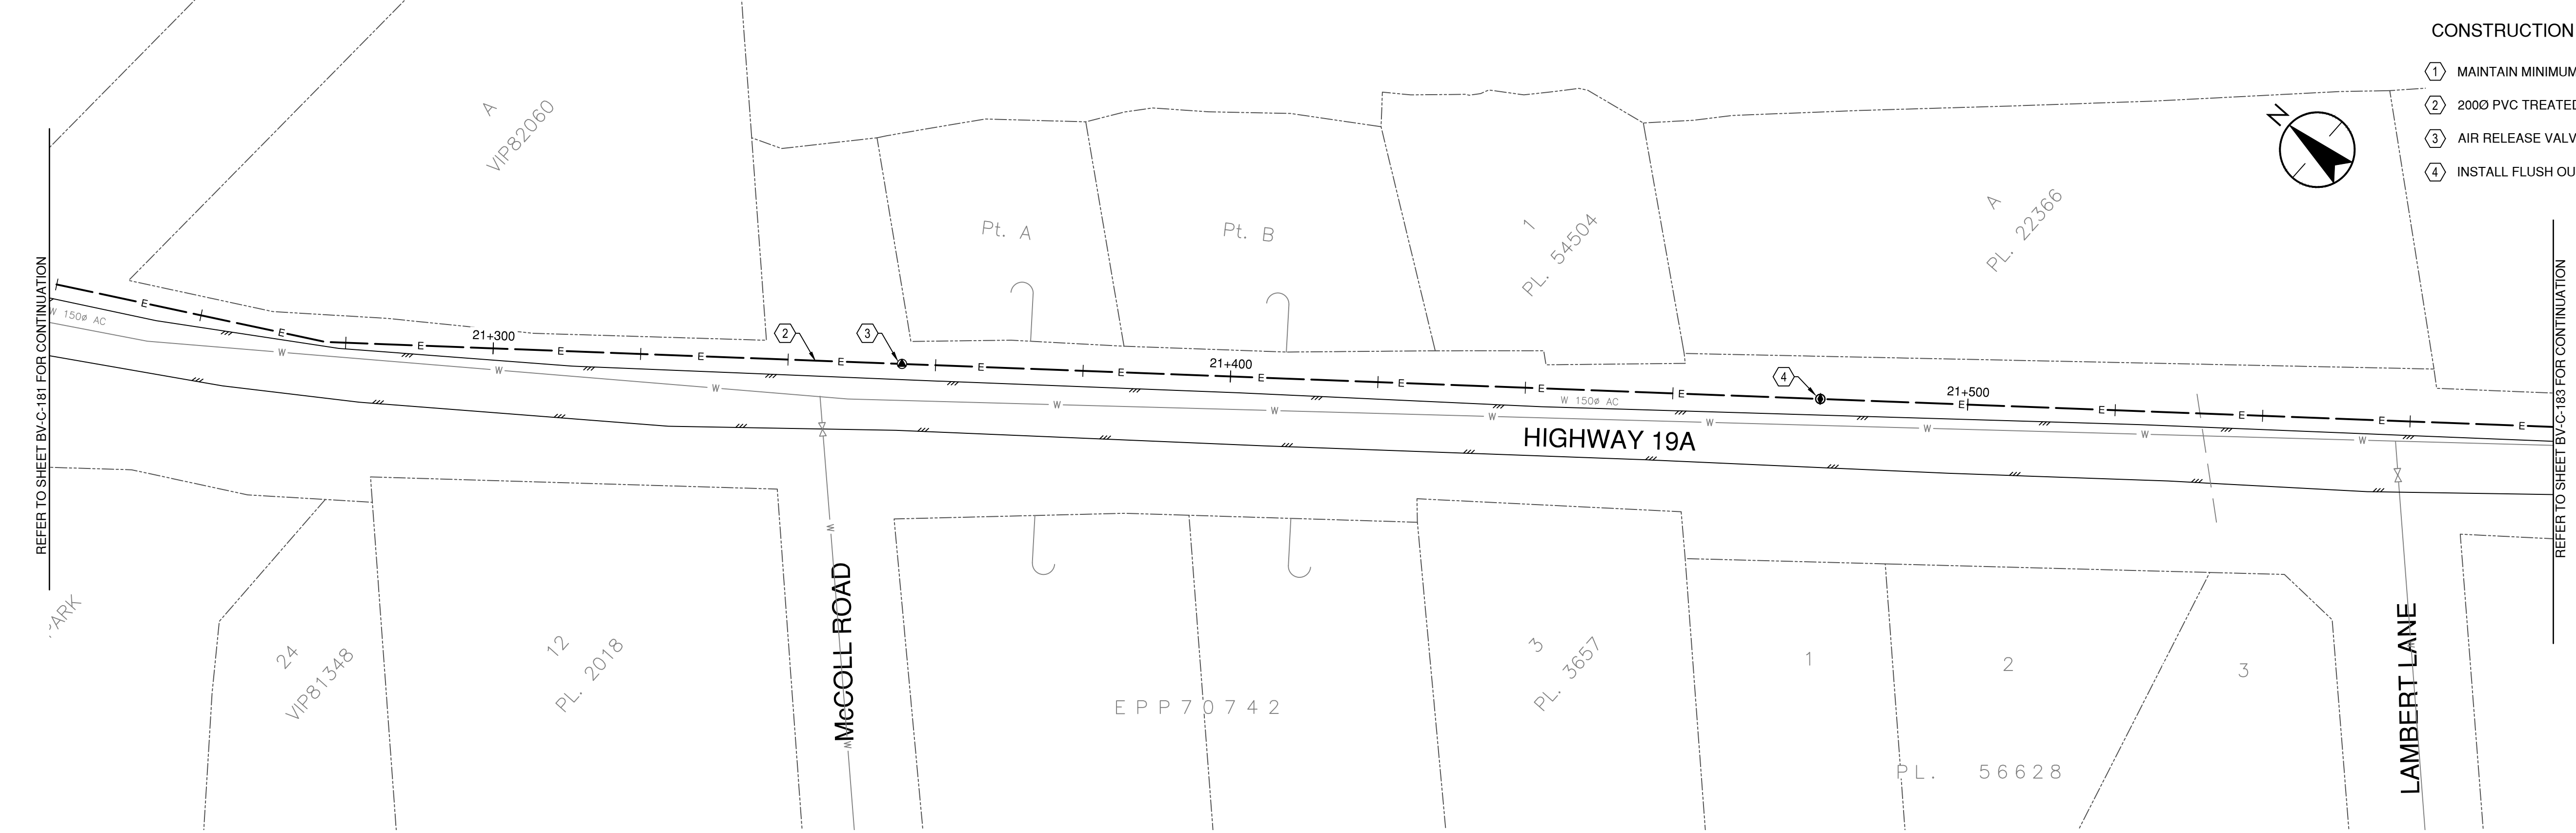 CONSTRUCTION
1 MAINTAIN MINIMUM
2 200Ø PVC TREATED
3 AIR RELEASE VALV
4 INSTALL FLUSH OU
N
A
VIP82060
Pt. A
Pt. B
1
PL. 54504
A
PL. 22366
REFER TO SHEET BV-C-181 FOR CONTINUATION
REFER TO SHEET BV-C-183 FOR CONTINUATION
W 150ø AC
21+300
2
3
21+400
4
21+500
E E E E E E E E E E E E E E E E E E
W W W W W W W W W W
W 150ø AC
HIGHWAY 19A
W
W
McCOLL ROAD
LAMBERT LANE
PARK
24
VIP81348
12
PL. 2018
EPP70742
3
PL. 3657
1
2
3
PL. 56628